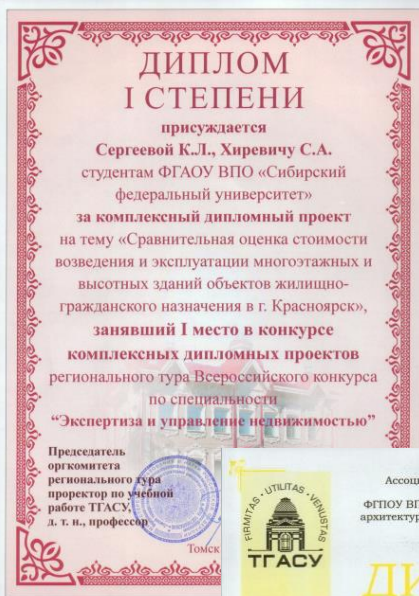 ДИПЛОМ
I СТЕПЕНИ
присуждается
Сергеевой К.Л., Хиревичу С.А.
студентам ФГАОУ ВПО «Сибирский
федеральный университет»
за комплексный дипломный проект
на тему «Сравнительная оценка стоимости
возведения и эксплуатации многоэтажных и
высотных зданий объектов жилищно-
гражданского назначения в г. Красноярск»,
занявший I место в конкурсе
комплексных дипломных проектов
регионального тура Всероссийского конкурса
по специальности
“Экспертиза и управление недвижимостью”
Председатель
оргкомитета
регионального тура
проректор по учебной
работе ТГАСУ,
д. т. н., профессор
Томск
FIRMITAS · UTILITAS · VENUSTAS
ТГАСУ
Ассоци
ФГПОУ ВП
архитектур
ДИ